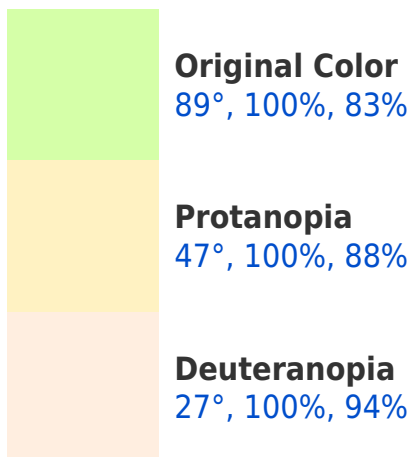 Original Color
89°, 100%, 83%
Protanopia
47°, 100%, 88%
Deuteranopia
27°, 100%, 94%